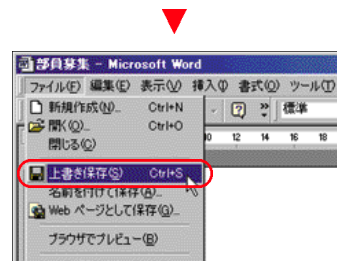 部員募集 - Microsoft Word
ファイル(F) 編集(E) 表示(V) 挿入(I) 書式(O) ツール(T)
新規作成(N)... Ctrl+N
標準
開く(O)... Ctrl+O
閉じる(C)
10 12 14 16 18
上書き保存(S) Ctrl+S
名前を付けて保存(A)...
Web ページとして保存(G)...
ブラウザでプレビュー(B)